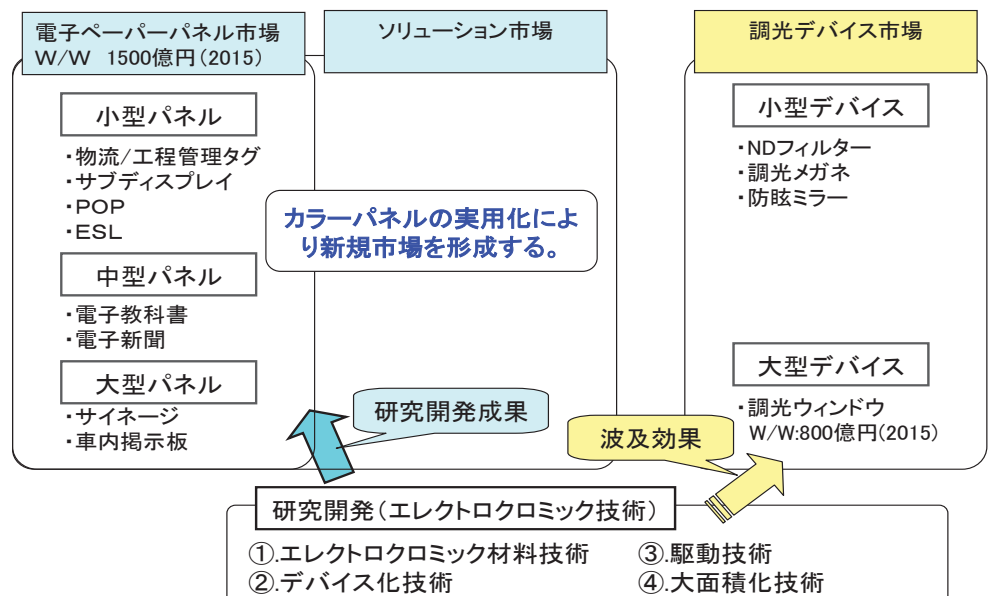 電子ペーパーパネル市場
W/W 1500億円(2015)
ソリューション市場
調光デバイス市場
小型パネル
・物流/工程管理タグ
・サブディスプレイ
・POP
・ESL
中型パネル
・電子教科書
・電子新聞
大型パネル
・サイネージ
・車内掲示板
カラーパネルの実用化によ
り新規市場を形成する。
小型デバイス
・NDフィルター
・調光メガネ
・防眩ミラー
大型デバイス
・調光ウィンドウ
W/W:800億円(2015)
研究開発成果
波及効果
研究開発(エレクトロクロミック技術)
①.エレクトロクロミック材料技術
②.デバイス化技術
③.駆動技術
④.大面積化技術